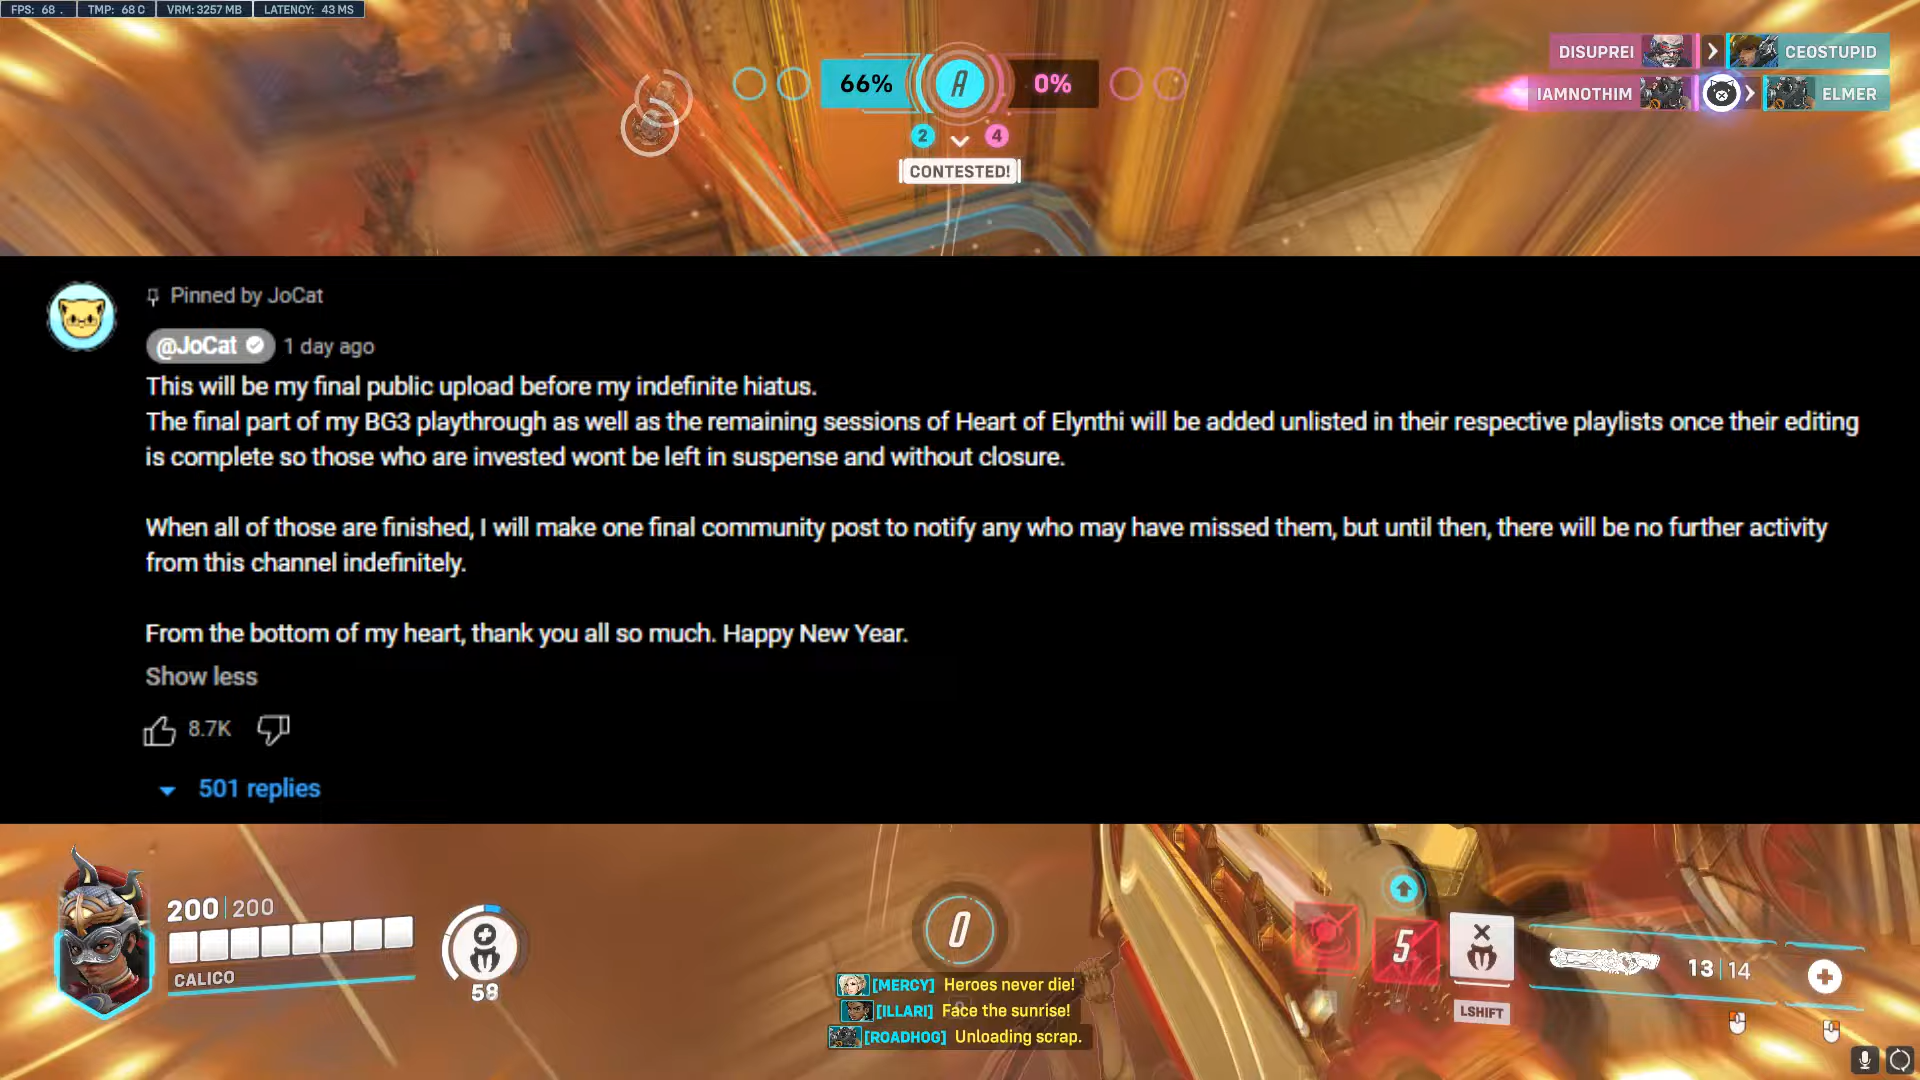 FPS: 68 . TMP: 68 C VRM: 3257 MB LATENCY: 43 MS
DISUPREI CEOSTUPID
66% A 0%
IAMNOTHIM ELMER
2 4
CONTESTED!
Pinned by JoCat
@JoCat 1 day ago
This will be my final public upload before my indefinite hiatus.
The final part of my BG3 playthrough as well as the remaining sessions of Heart of Elynthi will be added unlisted in their respective playlists once their editing
is complete so those who are invested wont be left in suspense and without closure.
When all of those are finished, I will make one final community post to notify any who may have missed them, but until then, there will be no further activity
from this channel indefinitely.
From the bottom of my heart, thank you all so much. Happy New Year.
Show less
8.7K
501 replies
200 | 200
CALICO
58
0
5
13 | 14
LSHIFT
[MERCY] Heroes never die!
[ILLARI] Face the sunrise!
[ROADHOG] Unloading scrap.